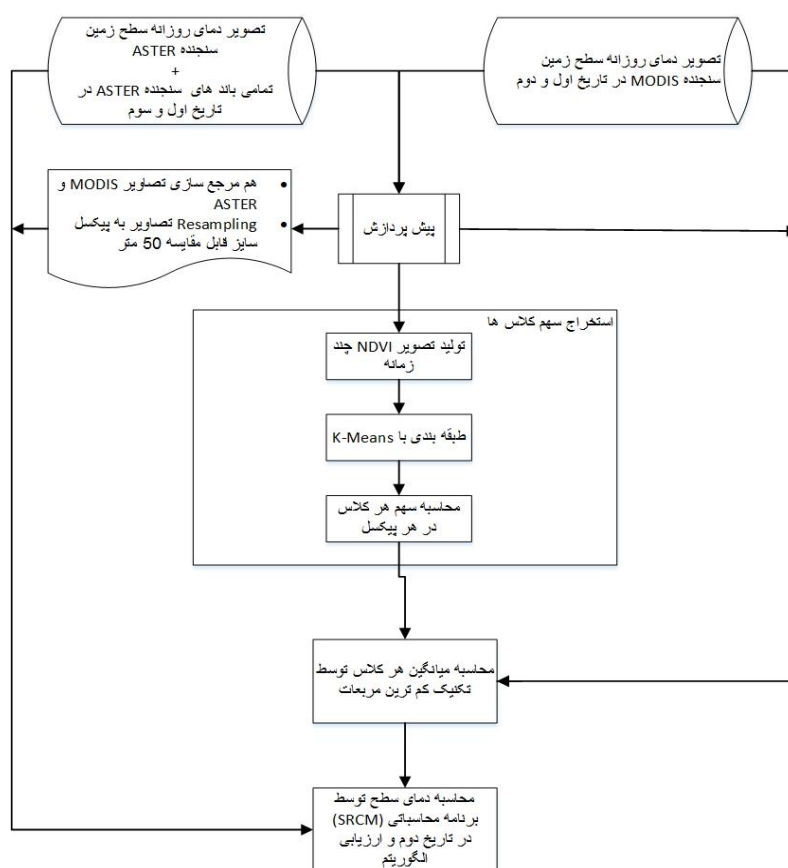 تصویر دمای روزانه سطح زمین
سنجنده ASTER
+
تمامی باند های سنجنده ASTER در
تاریخ اول و سوم
تصویر دمای روزانه سطح زمین
سنجنده MODIS در تاریخ اول و دوم
• هم مرجع سازی تصاویر MODIS و
ASTER
• Resampling تصاویر به پیکسل
سایز قابل مقایسه 50 متر
پیش پردازش
استخراج سهم کلاس ها
تولید تصویر NDVI چند
زمانه
طبقه بندی با K-Means
محاسبه سهم هر کلاس
در هر پیکسل
محاسبه میانگین هر کلاس توسط
تکنیک کم ترین مربعات
محاسبه دمای سطح توسط
برنامه محاسباتی (SRCM)
در تاریخ دوم و ارزیابی
الگوریتم